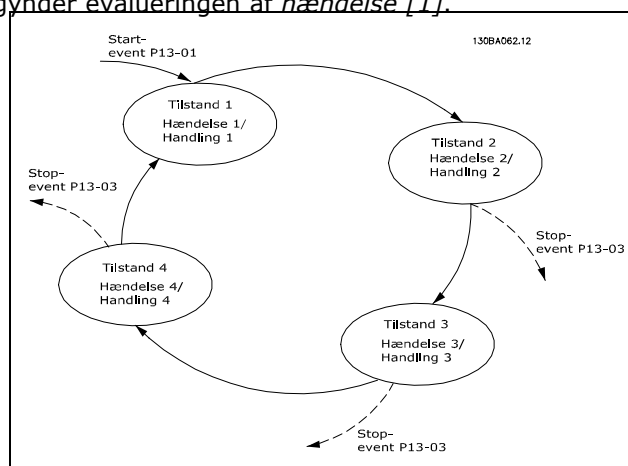 gynder evalueringen af hændelse [1].
Start-
event P13-01
130BA062.12
Tilstand 1
Hændelse 1/
Handling 1
Tilstand 2
Hændelse 2/
Handling 2
Stop-
event P13-03
Stop-
event P13-03
Tilstand 4
Hændelse 4/
Handling 4
Tilstand 3
Hændelse 3/
Handling 3
Stop-
event P13-03